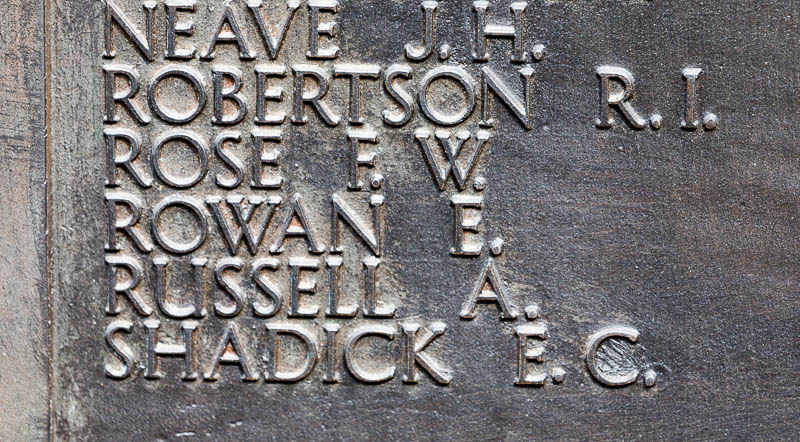 NEAVE J.H.
ROBERTSON R.I.
ROSE F.W.
ROWAN E.
RUSSELL A.
SHADICK E.C.